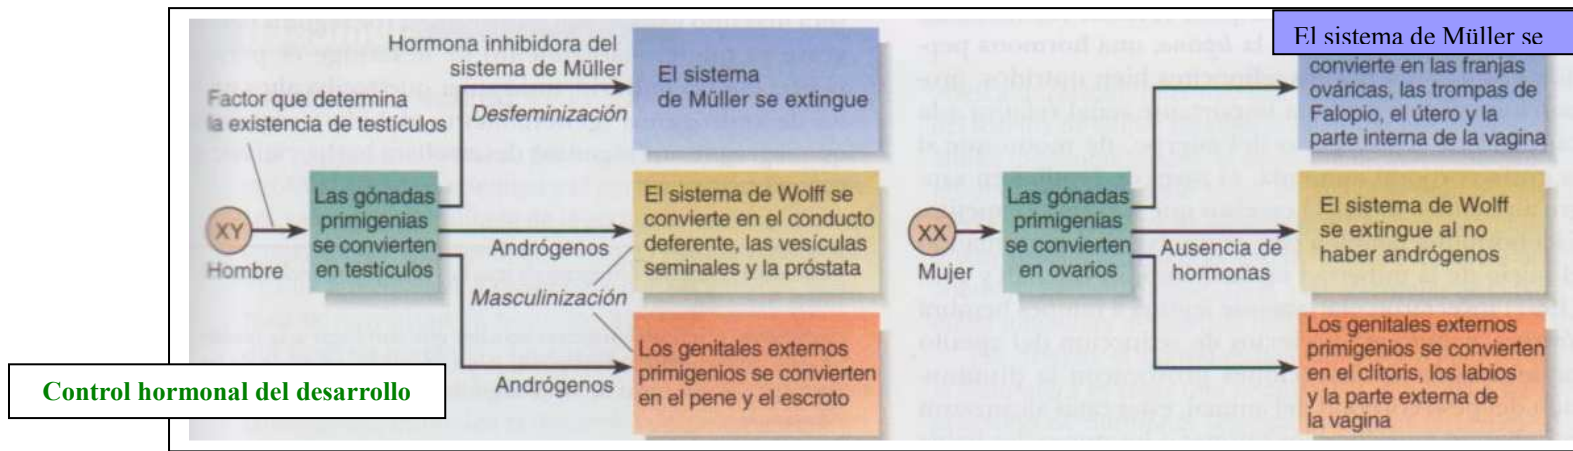 Factor que determina
la existencia de testículos
XY
Hombre
Las gónadas
primigenias
se convierten
en testículos
Hormona inhibidora del
sistema de Müller
Desfeminización
El sistema
de Müller se extingue
Andrógenos
El sistema de Wolff se
convierte en el conducto
deferente, las vesículas
seminales y la próstata
Masculinización
Andrógenos
Los genitales externos
primigenios se convierten
en el pene y el escroto
XX
Mujer
Las gónadas
primigenias
se convierten
en ovarios
El sistema de Müller se
convierte en las franjas
ováricas, las trompas de
Falopio, el útero y la
parte interna de la vagina
Ausencia de
hormonas
El sistema de Wolff
se extingue al no
haber andrógenos
Los genitales externos
primigenios se convierten
en el clítoris, los labios
y la parte externa de
la vagina
Control hormonal del desarrollo